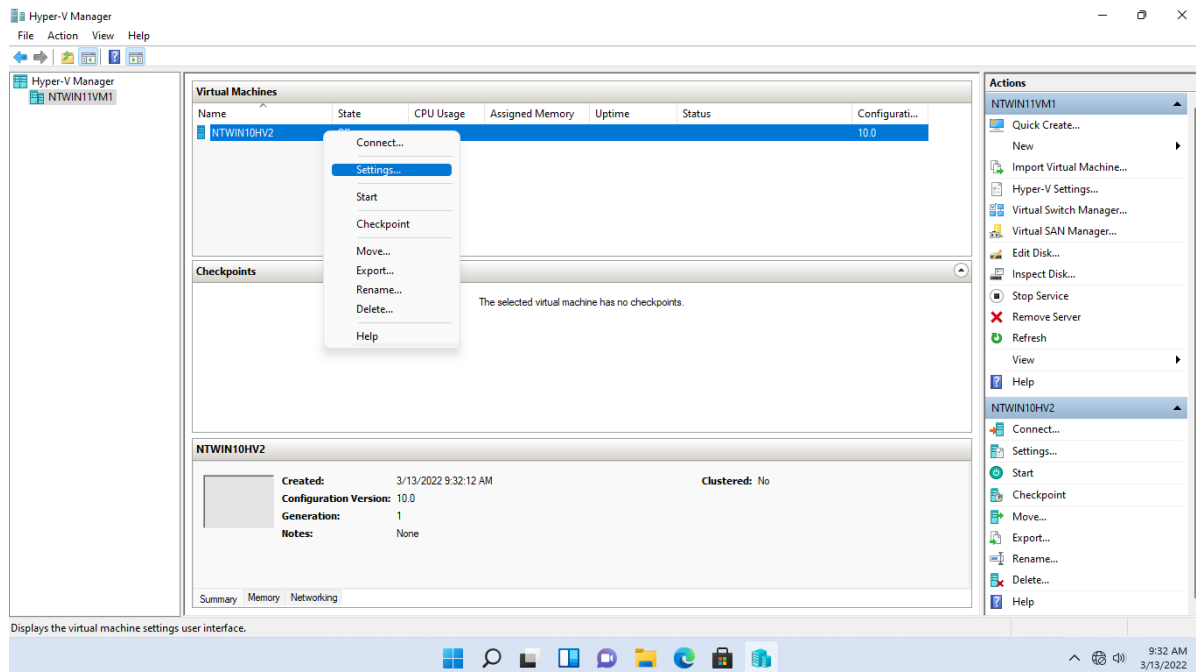 Hyper-V Manager
File Action View Help
Hyper-V Manager
NTWIN11VM1
Virtual Machines
Name State CPU Usage Assigned Memory Uptime Status Configurati...
NTWIN10HV2 10.0
Connect...
Settings...
Start
Checkpoint
Move...
Export...
Rename...
Delete...
Help
Checkpoints
The selected virtual machine has no checkpoints.
NTWIN10HV2
Created: 3/13/2022 9:32:12 AM Clustered: No
Configuration Version: 10.0
Generation: 1
Notes: None
Summary Memory Networking
Actions
NTWIN11VM1
Quick Create...
New
Import Virtual Machine...
Hyper-V Settings...
Virtual Switch Manager...
Virtual SAN Manager...
Edit Disk...
Inspect Disk...
Stop Service
Remove Server
Refresh
View
Help
NTWIN10HV2
Connect...
Settings...
Start
Checkpoint
Move...
Export...
Rename...
Delete...
Help
Displays the virtual machine settings user interface.
9:32 AM
3/13/2022